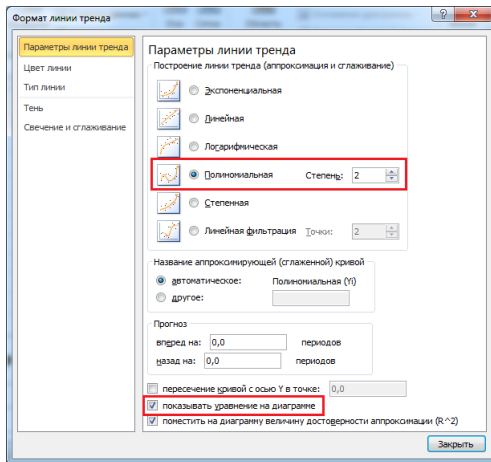 Формат линии тренда
Параметры линии тренда
Цвет линии
Тип линии
Тень
Свечение и сглаживание
Параметры линии тренда
Построение линии тренда (аппроксимация и сглаживание)
Экспоненциальная
Линейная
Логарифмическая
Полиномиальная Степень: 2
Степенная
Линейная фильтрация Точки: 2
Название аппроксимирующей (сглаженной) кривой
автоматическое: Полиномиальная (Yi)
другое:
Прогноз
вперед на: 0,0 периодов
назад на: 0,0 периодов
пересечение кривой с осью Y в точке: 0,0
показывать уравнение на диаграмме
поместить на диаграмму величину достоверности аппроксимации (R^2)
Закрыть